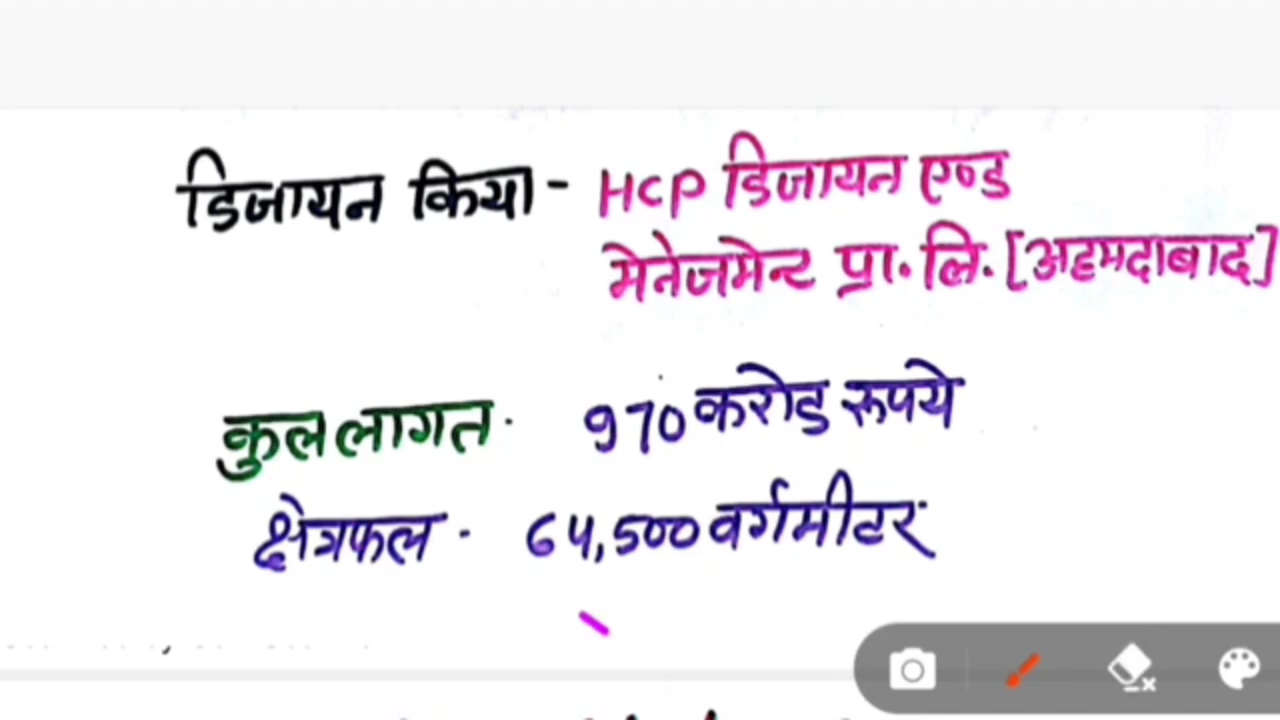 डिजायन किया - HCP डिजायन एण्ड
मेनेजमेन्ट प्रा. लि. [अहमदाबाद]
कुल लागत - 970 करोड रूपये
क्षेत्रफल - 64,500 वर्गमीटर